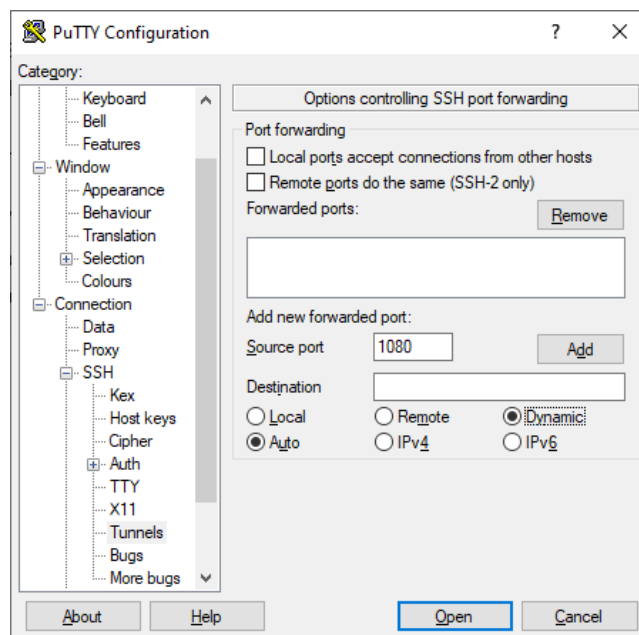 PuTTY Configuration
Category:
Keyboard
Bell
Features
Window
Appearance
Behaviour
Translation
Selection
Colours
Connection
Data
Proxy
SSH
Kex
Host keys
Cipher
Auth
TTY
X11
Tunnels
Bugs
More bugs
Options controlling SSH port forwarding
Port forwarding
Local ports accept connections from other hosts
Remote ports do the same (SSH-2 only)
Forwarded ports:
Remove
Add new forwarded port:
Source port 1080 Add
Destination
Local Remote Dynamic
Auto IPv4 IPv6
About Help Open Cancel